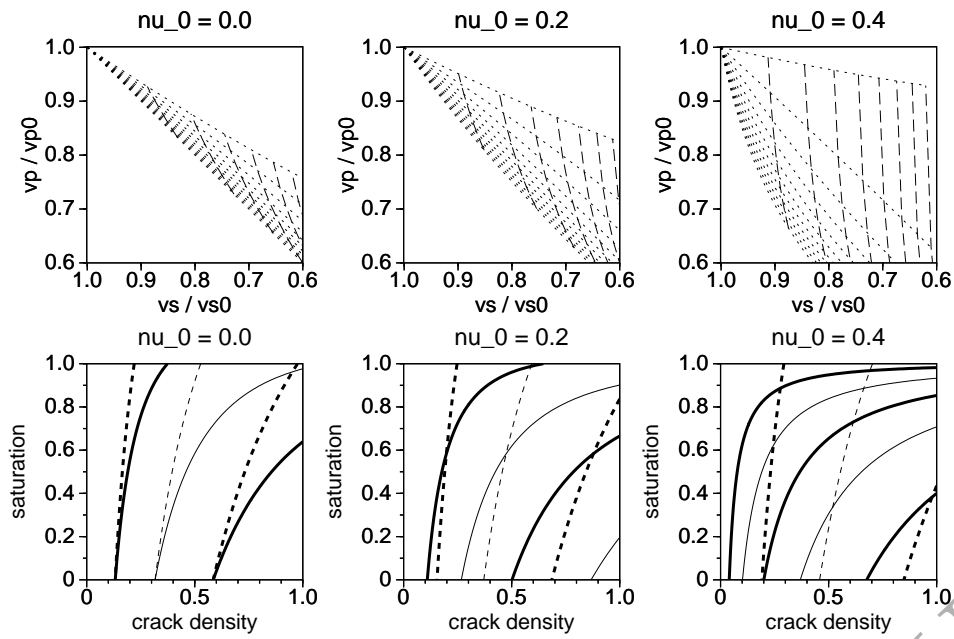 nu_0 = 0.0 nu_0 = 0.2 nu_0 = 0.4
1.0 1.0 1.0
0.9 0.9 0.9
0.8 0.8 0.8
vp / vp0 vp / vp0 vp / vp0
0.7 0.7 0.7
0.6 0.6 0.6
1.0 0.9 0.8 0.7 0.6 1.0 0.9 0.8 0.7 0.6 1.0 0.9 0.8 0.7 0.6
vs / vs0 vs / vs0 vs / vs0
nu_0 = 0.0 nu_0 = 0.2 nu_0 = 0.4
1.0 1.0 1.0
0.8 0.8 0.8
0.6 0.6 0.6
saturation saturation saturation
0.4 0.4 0.4
0.2 0.2 0.2
0 0 0
0 0.5 1.0 0 0.5 1.0 0 0.5 1.0
crack density crack density crack density